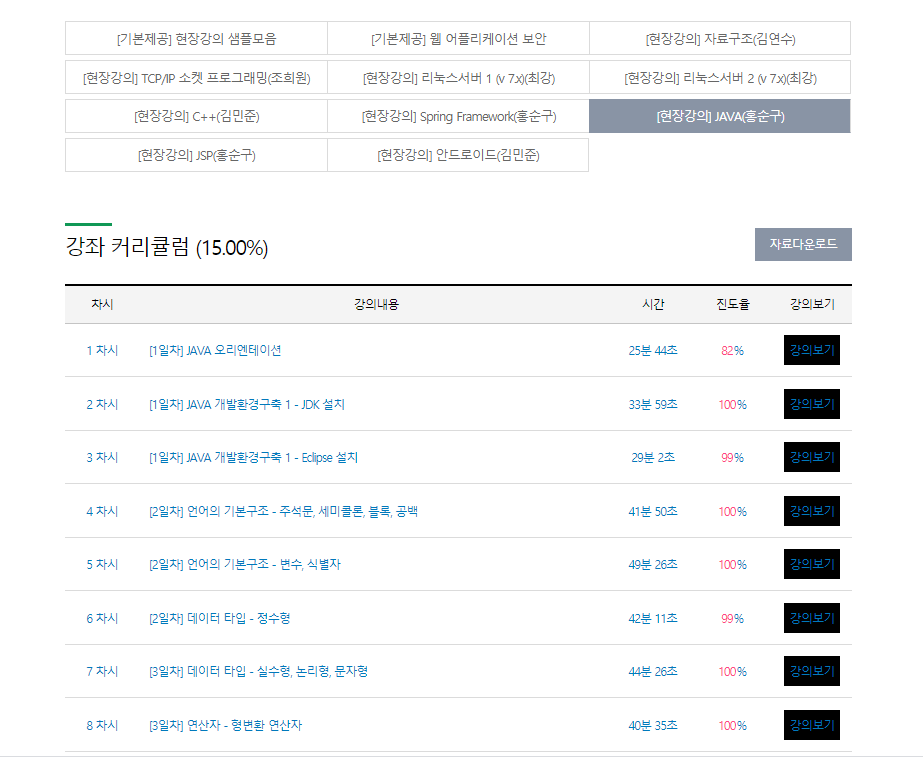 [기본제공] 현장강의 샘플모음 [기본제공] 웹 어플리케이션 보안 [현장강의] 자료구조(김연수)
[현장강의] TCP/IP 소켓 프로그래밍(조희원) [현장강의] 리눅스서버 1 (v 7.x)(최강) [현장강의] 리눅스서버 2 (v 7.x)(최강)
[현장강의] C++(김민준) [현장강의] Spring Framework(홍순구) [현장강의] JAVA(홍순구)
[현장강의] JSP(홍순구) [현장강의] 안드로이드(김민준)
강좌 커리큘럼 (15.00%) 자료다운로드
차시 강의내용 시간 진도율 강의보기
1 차시 [1일차] JAVA 오리엔테이션 25분 44초 82% 강의보기
2 차시 [1일차] JAVA 개발환경구축 1 - JDK 설치 33분 59초 100% 강의보기
3 차시 [1일차] JAVA 개발환경구축 1 - Eclipse 설치 29분 2초 99% 강의보기
4 차시 [2일차] 언어의 기본구조 - 주석문, 세미콜론, 블록, 공백 41분 50초 100% 강의보기
5 차시 [2일차] 언어의 기본구조 - 변수, 식별자 49분 26초 100% 강의보기
6 차시 [2일차] 데이터 타입 - 정수형 42분 11초 99% 강의보기
7 차시 [3일차] 데이터 타입 - 실수형, 논리형, 문자형 44분 26초 100% 강의보기
8 차시 [3일차] 연산자 - 형변환 연산자 40분 35초 100% 강의보기